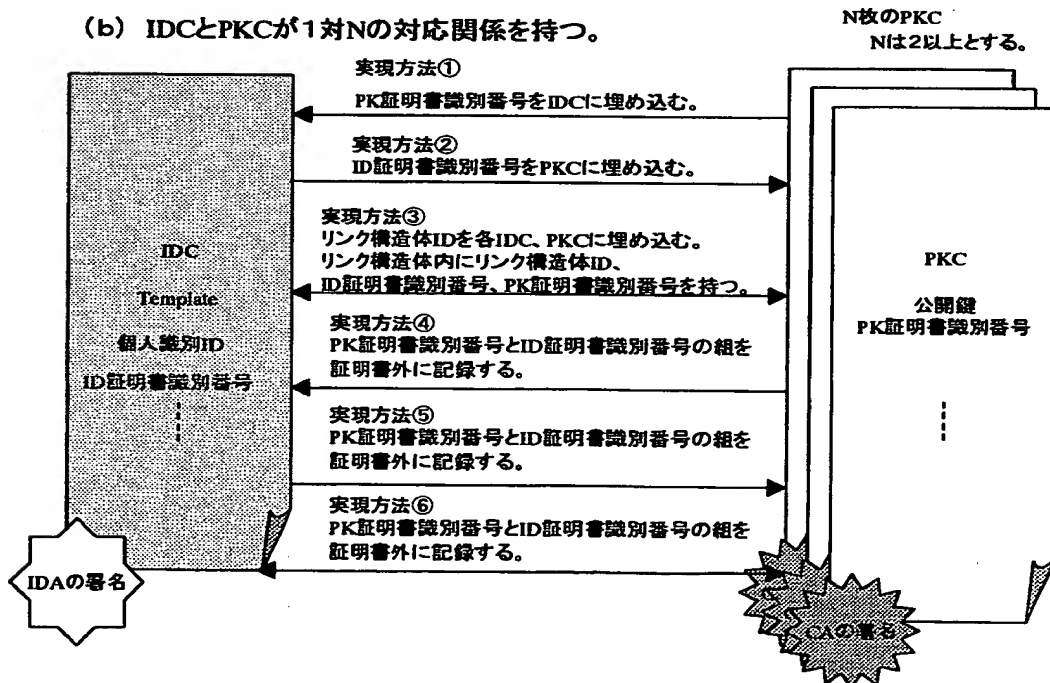 (b) IDCとPKCが1対Nの対応関係を持つ。
N枚のPKC
Nは2以上とする。
実現方法①
PK証明書識別番号をIDCに埋め込む。
実現方法②
ID証明書識別番号をPKCに埋め込む。
実現方法③
リンク構造体IDを各IDC、PKCに埋め込む。
リンク構造体内にリンク構造体ID、
ID証明書識別番号、PK証明書識別番号を持つ。
実現方法④
PK証明書識別番号とID証明書識別番号の組を
証明書外に記録する。
実現方法⑤
PK証明書識別番号とID証明書識別番号の組を
証明書外に記録する。
実現方法⑥
PK証明書識別番号とID証明書識別番号の組を
証明書外に記録する。
IDC
Template
個人識別ID
ID証明書識別番号
IDAの署名
PKC
公開鍵
PK証明書識別番号
CAの署名